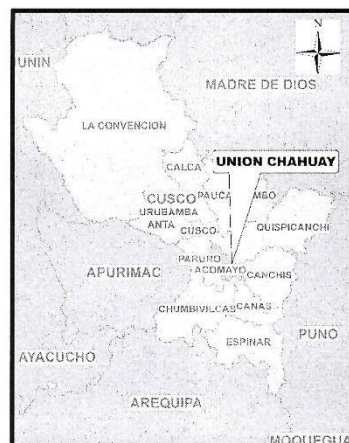 N
UNIN
MADRE DE DIOS
LA CONVENCION
UNION CHAHUAY
CALCA
CUSCO
PAUCA
MBO
URUBAMBA
ANTA
CUSCO
QUISPICANCHI
PARURO
ACOMAYO
APURIMAC
CANCHIS
CHUMBIVILCAS
CANAS
PUNO
ESPINAR
AYACUCHO
AREQUIPA
MOQUEGUA